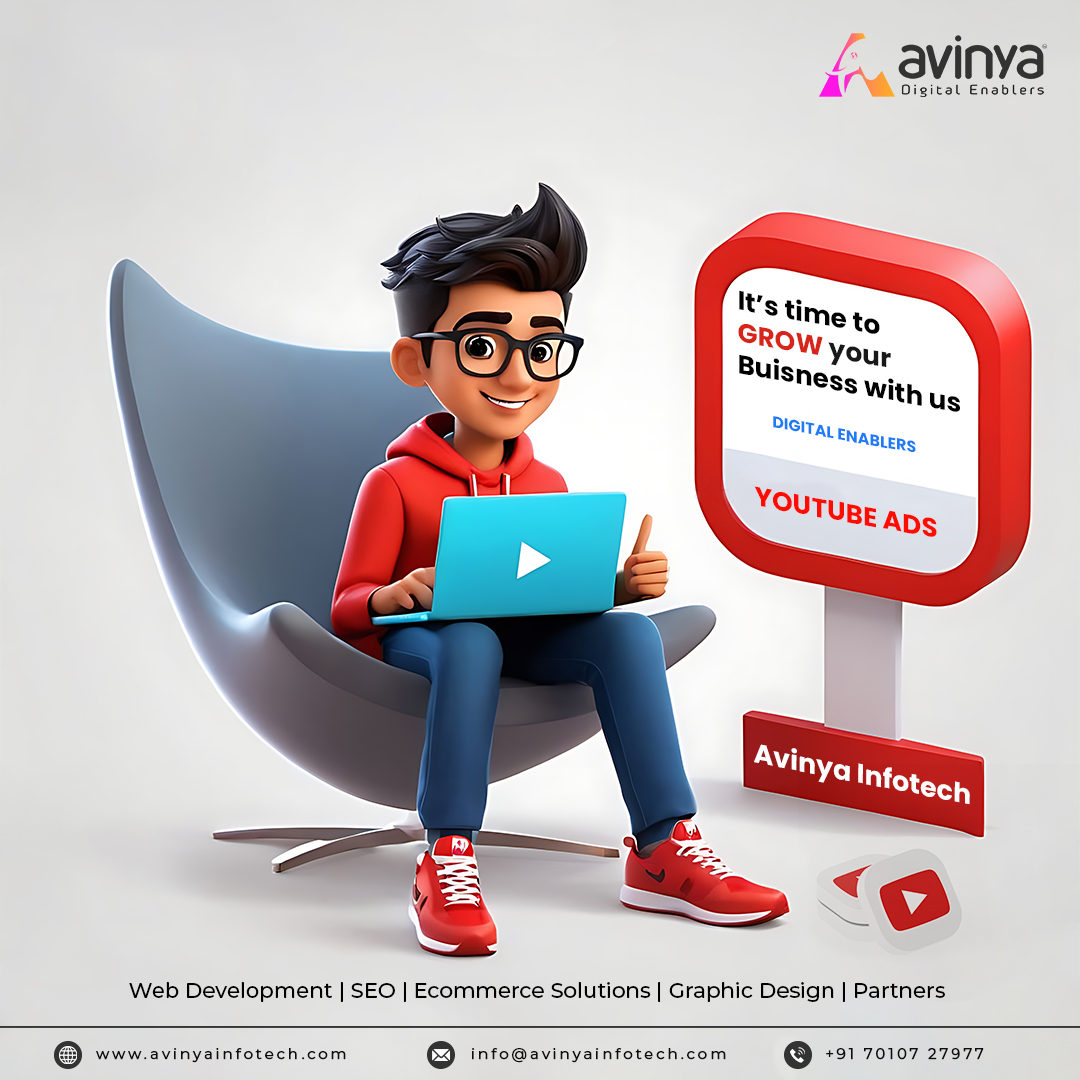 avinya
Digital Enablers
It's time to
GROW your
Buisness with us
DIGITAL ENABLERS
YOUTUBE ADS
Avinya Infotech
Web Development | SEO | Ecommerce Solutions | Graphic Design | Partners
www.avinyainfotech.com info@avinyainfotech.com +91 70107 27977